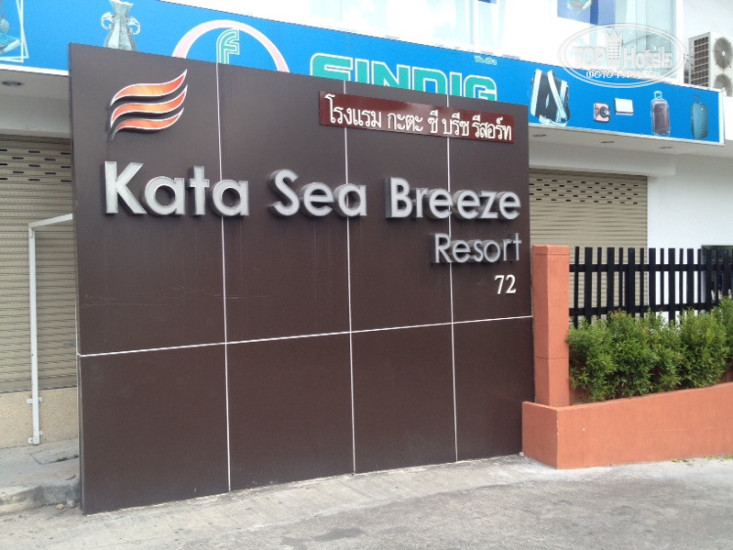 SINDIG
โรงแรม กะตะ ซี บรีซ รีสอร์ท
Kata Sea Breeze
Resort
72